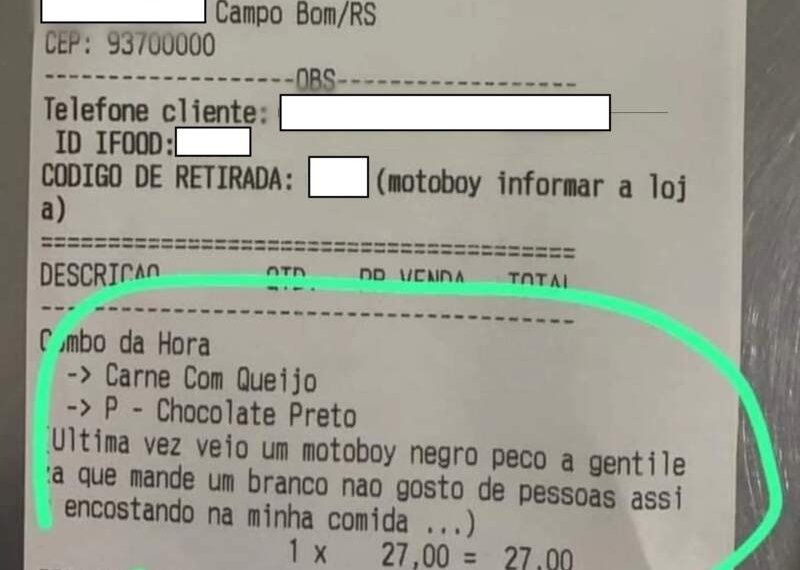 Campo Bom/RS
CEP: 93700000
------------------OBS-----------------
Telefone cliente:
ID IFOOD:
CODIGO DE RETIRADA: (motoboy informar a loj
a)
========================================
DESCRICAO QTD. PR VENDA TOTAL
----------------------------------------
Combo da Hora
-> Carne Com Queijo
-> P - Chocolate Preto
(Ultima vez veio um motoboy negro peco a gentile
za que mande um branco nao gosto de pessoas assi
encostando na minha comida ...)
1 x 27,00 = 27,00